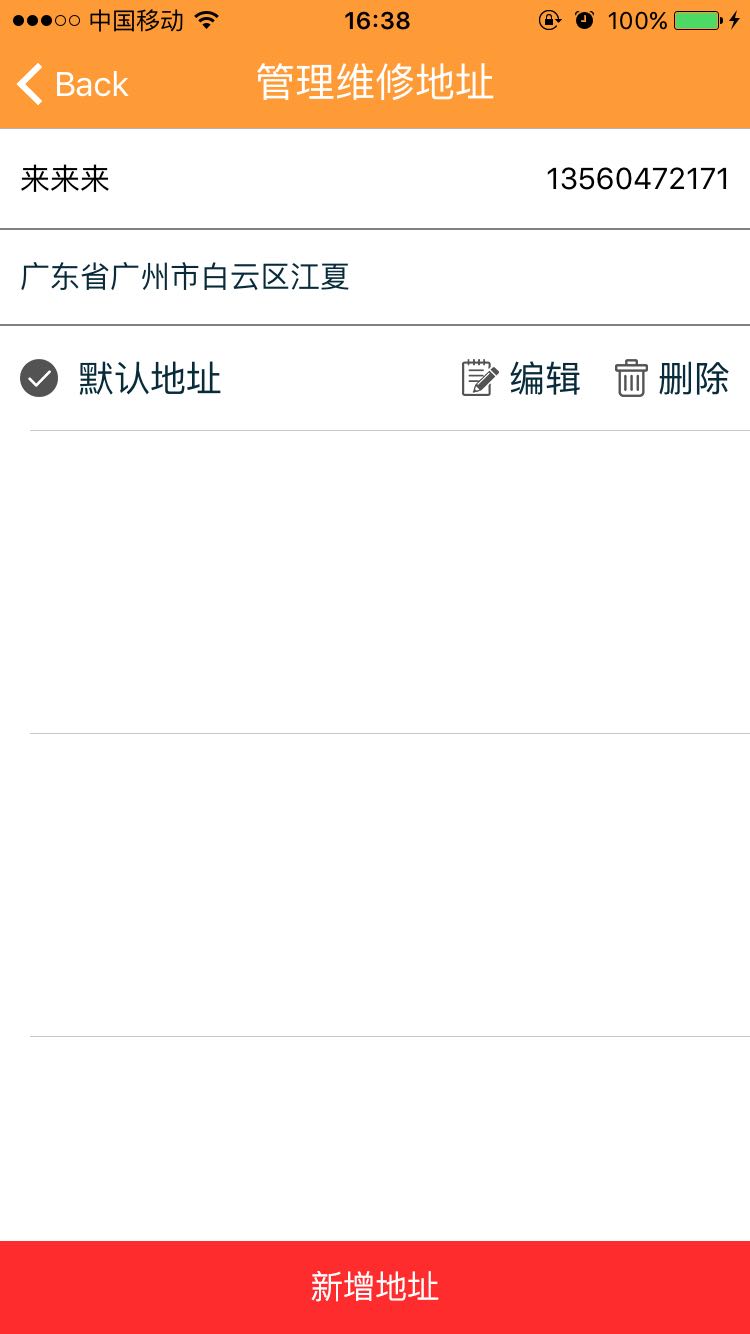 中国移动 16:38 100%
Back 管理维修地址
来来来 13560472171
广东省广州市白云区江夏
默认地址 编辑 删除
新增地址